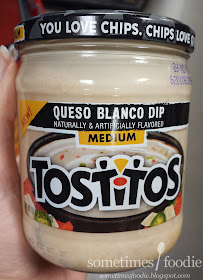 YOU LOVE CHIPS, CHIPS LOVE
QUESO BLANCO DIP
NATURALLY & ARTIFICIALLY FLAVORED
MEDIUM
TOSTITOS
sometimes foodie
sometimesfoodie.blogspot.com